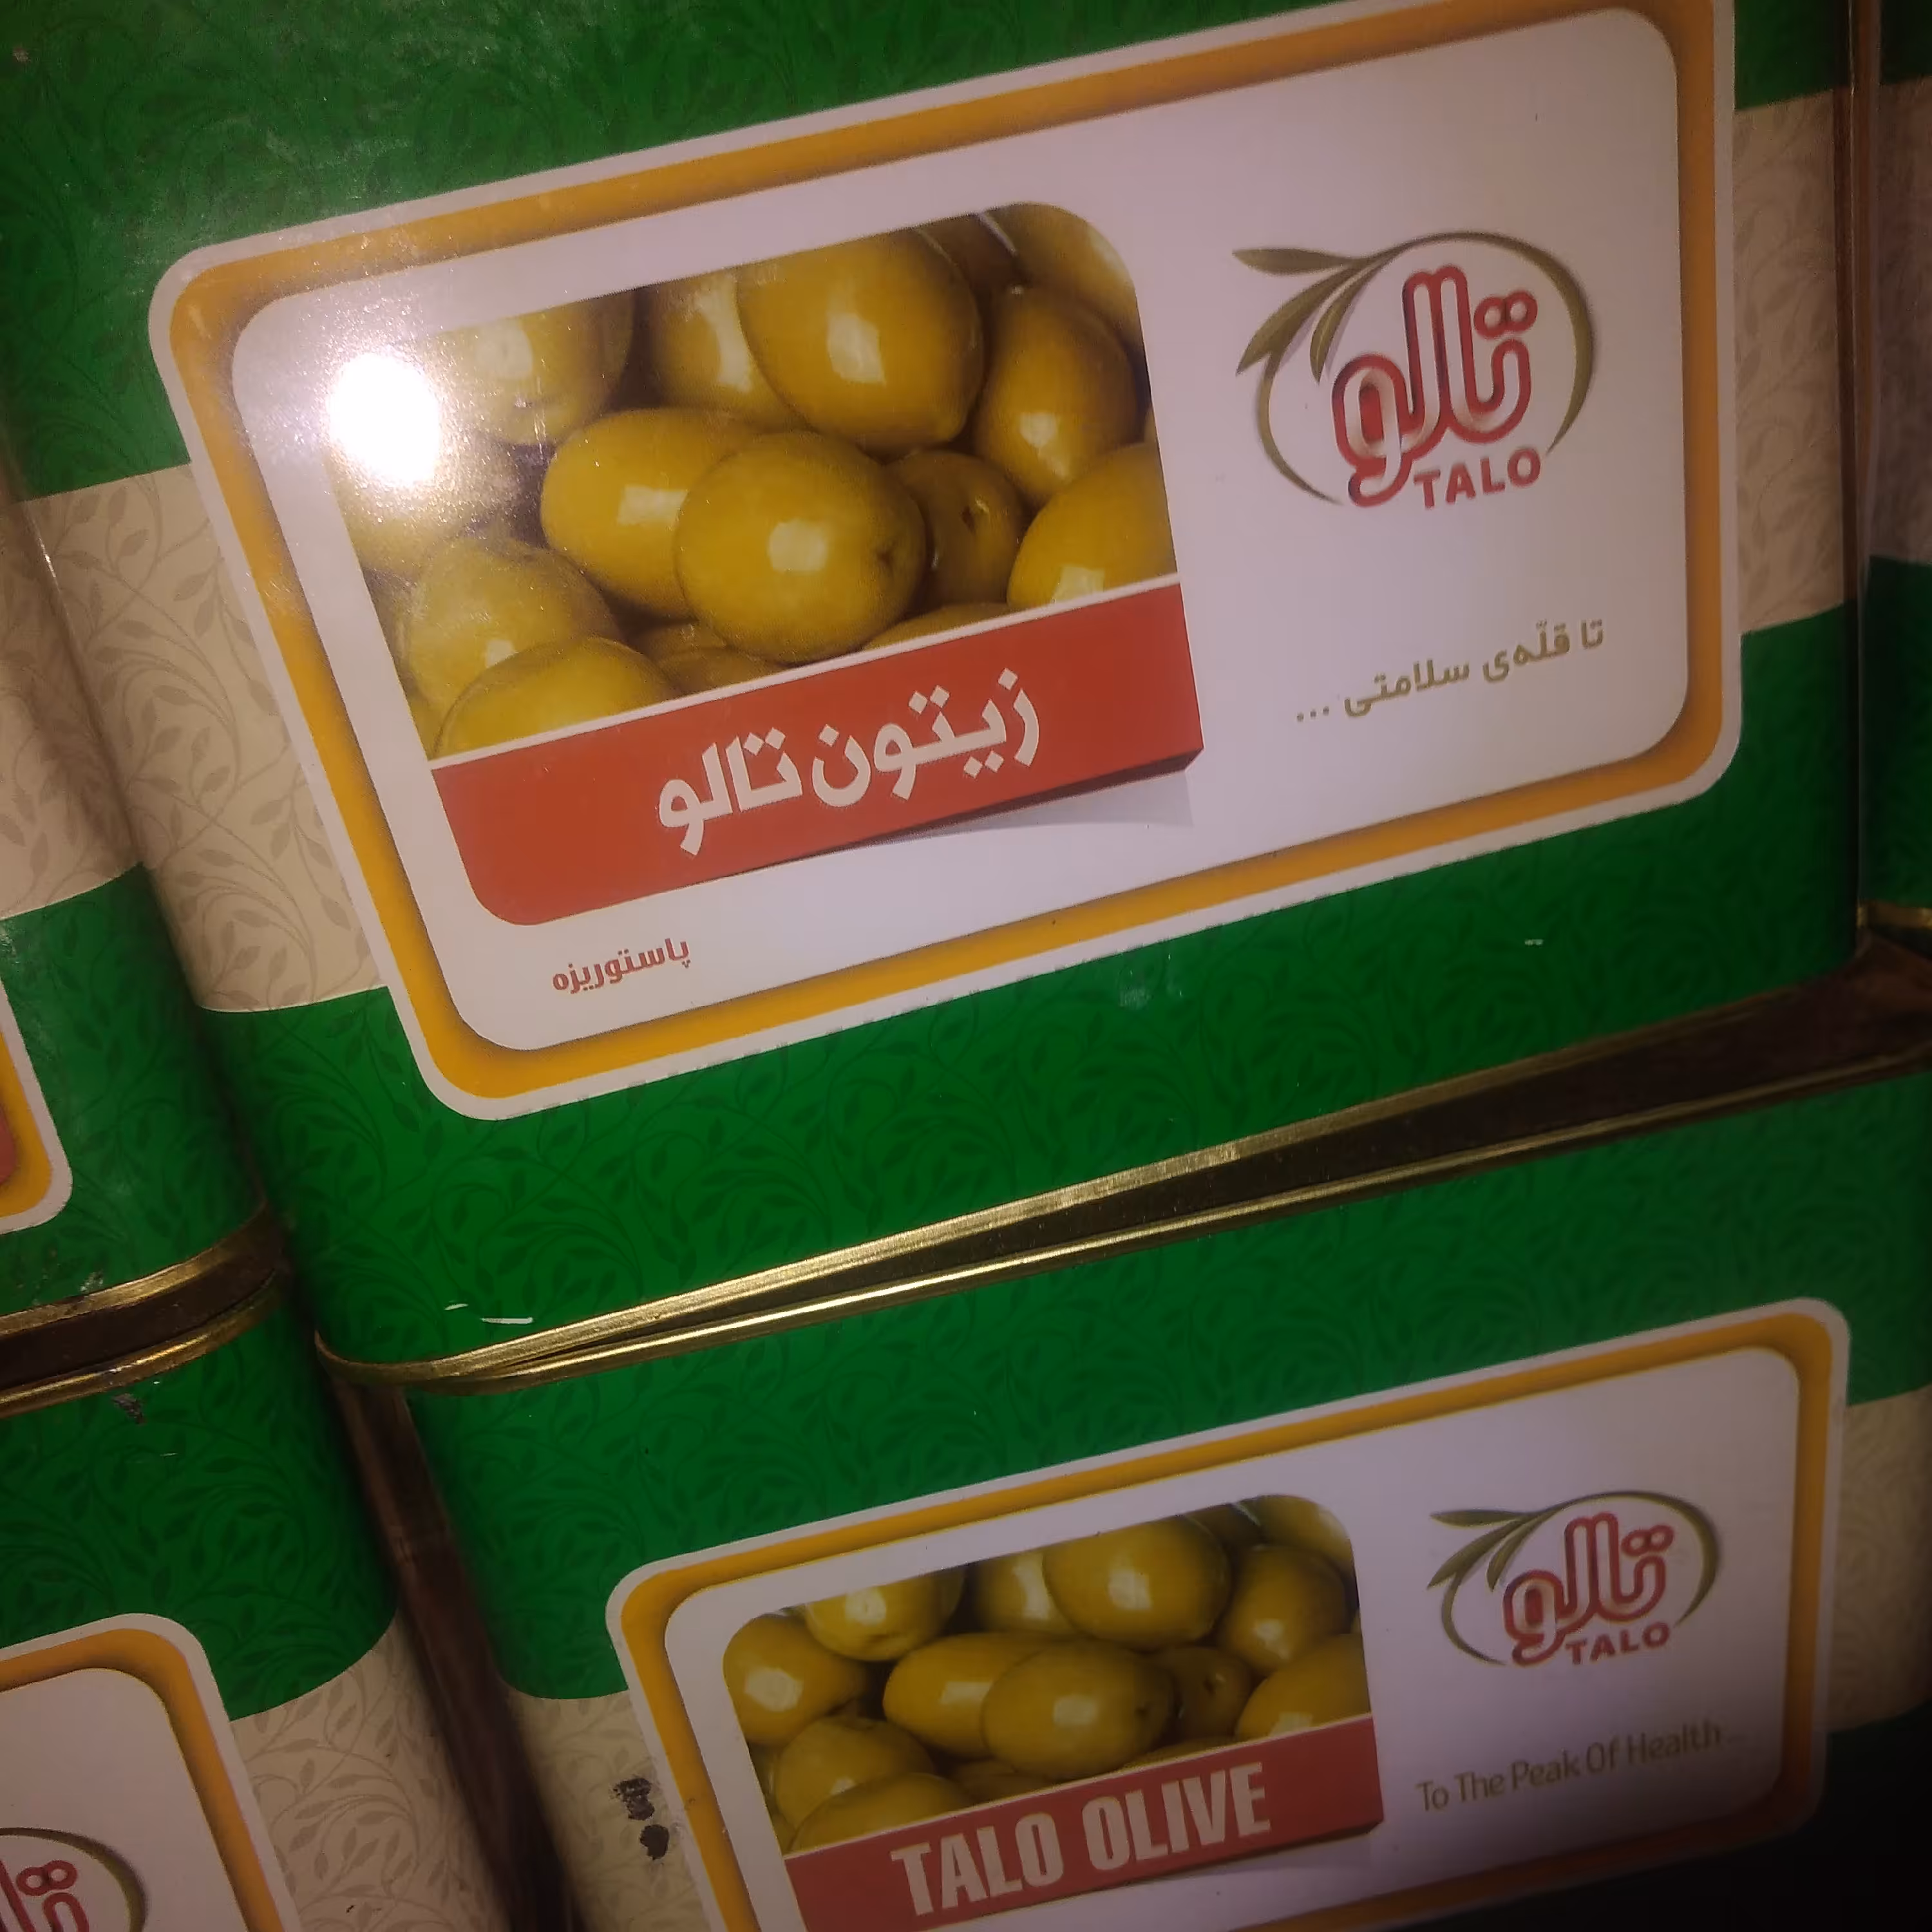 تالو
TALO
تا قلّه‌ی سلامتی ...
زیتون تالو
پاستوریزه
تالو
TALO
To The Peak Of Health
TALO OLIVE